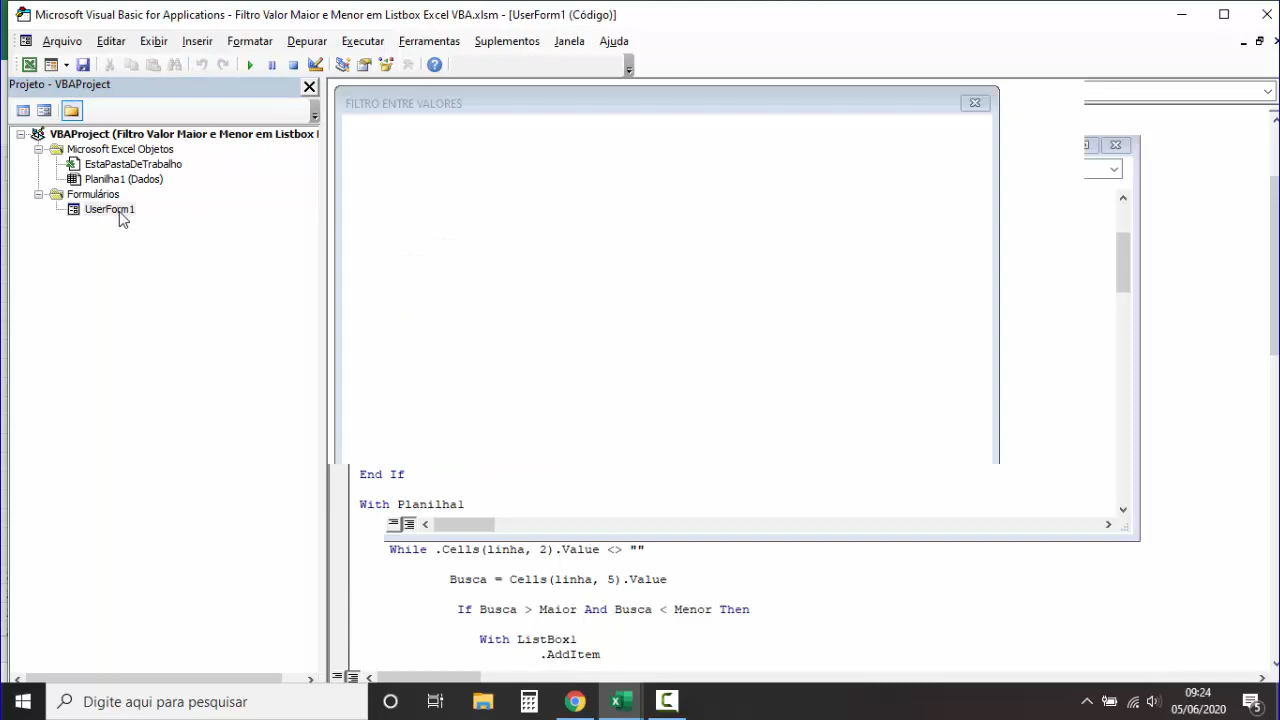 Microsoft Visual Basic for Applications - Filtro Valor Maior e Menor em Listbox Excel VBA.xlsm - [UserForm1 (Código)]
Arquivo Editar Exibir Inserir Formatar Depurar Executar Ferramentas Suplementos Janela Ajuda
Projeto - VBAProject
VBAProject (Filtro Valor Maior e Menor em Listbox
Microsoft Excel Objetos
EstaPastaDeTrabalho
Planilha1 (Dados)
Formulários
UserForm1
FILTRO ENTRE VALORES
End If
With Planilha1
While .Cells(linha, 2).Value <> ""
Busca = Cells(linha, 5).Value
If Busca > Maior And Busca < Menor Then
With ListBox1
.AddItem
Digite aqui para pesquisar
09:24
05/06/2020
5